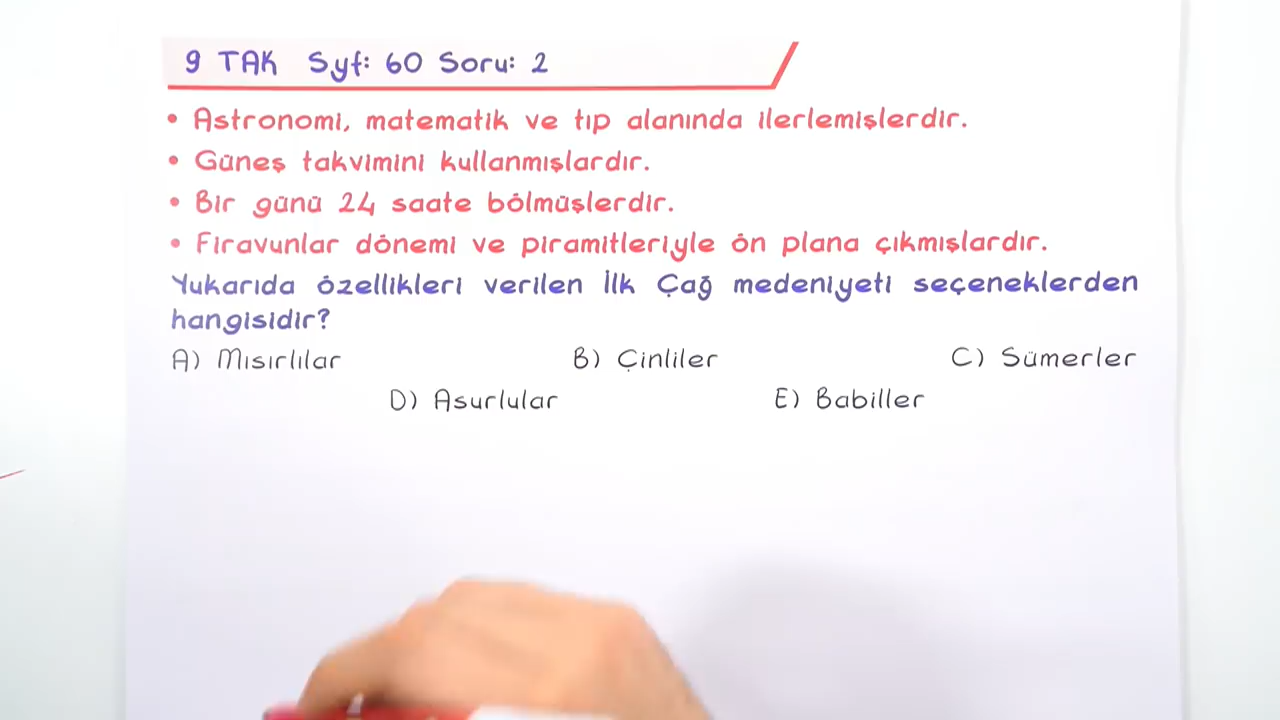 9 TAK Syf: 60 Soru: 2
• Astronomi, matematik ve tıp alanında ilerlemişlerdir.
• Güneş takvimini kullanmışlardır.
• Bir günü 24 saate bölmüşlerdir.
• Firavunlar dönemi ve piramitleriyle ön plana çıkmışlardır.
Yukarıda özellikleri verilen İlk Çağ medeniyeti seçeneklerden
hangisidir?
A) Mısırlılar B) Çinliler C) Sümerler
D) Asurlular E) Babiller